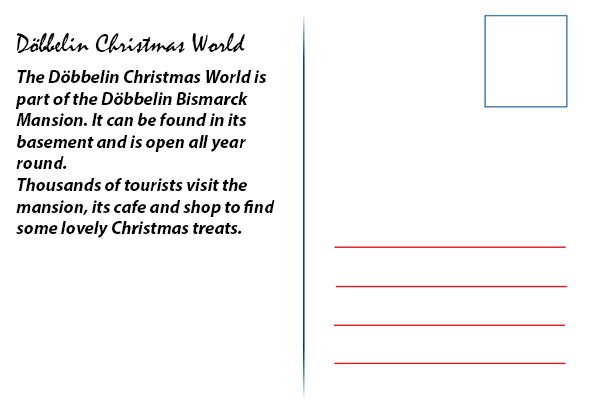 Döbbelin Christmas World
The Döbbelin Christmas World is
part of the Döbbelin Bismarck
Mansion. It can be found in its
basement and is open all year
round.
Thousands of tourists visit the
mansion, its cafe and shop to find
some lovely Christmas treats.